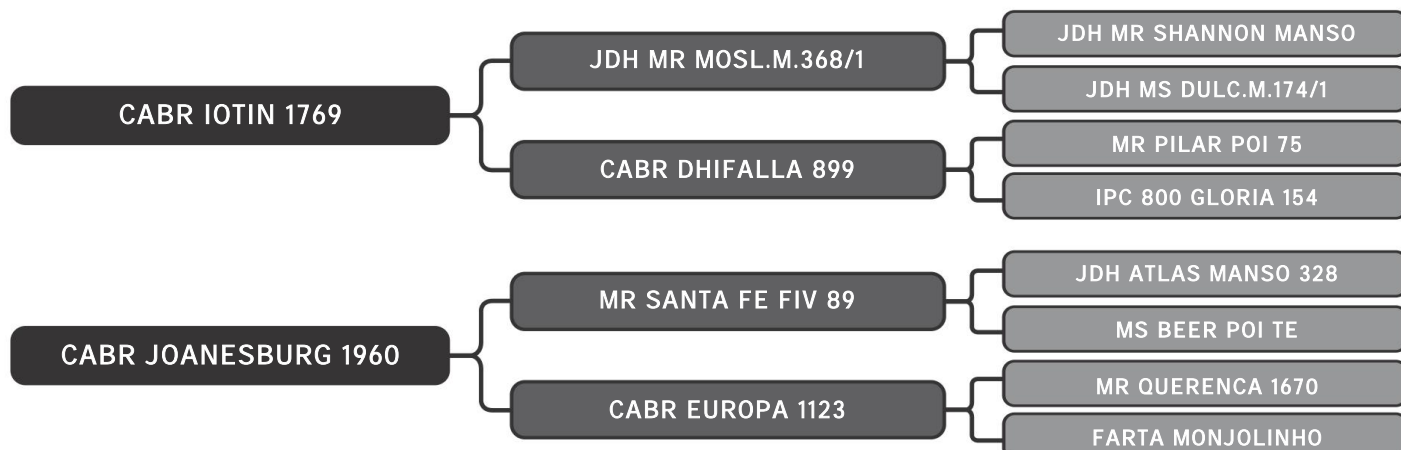 JDH MR SHANNON MANSO
JDH MR MOSL.M.368/1
JDH MS DULC.M.174/1
CABR IOTIN 1769
MR PILAR POI 75
CABR DHIFALLA 899
IPC 800 GLORIA 154
JDH ATLAS MANSO 328
MR SANTA FE FIV 89
MS BEER POI TE
CABR JOANESBURG 1960
MR QUERENCA 1670
CABR EUROPA 1123
FARTA MONJOLINHO